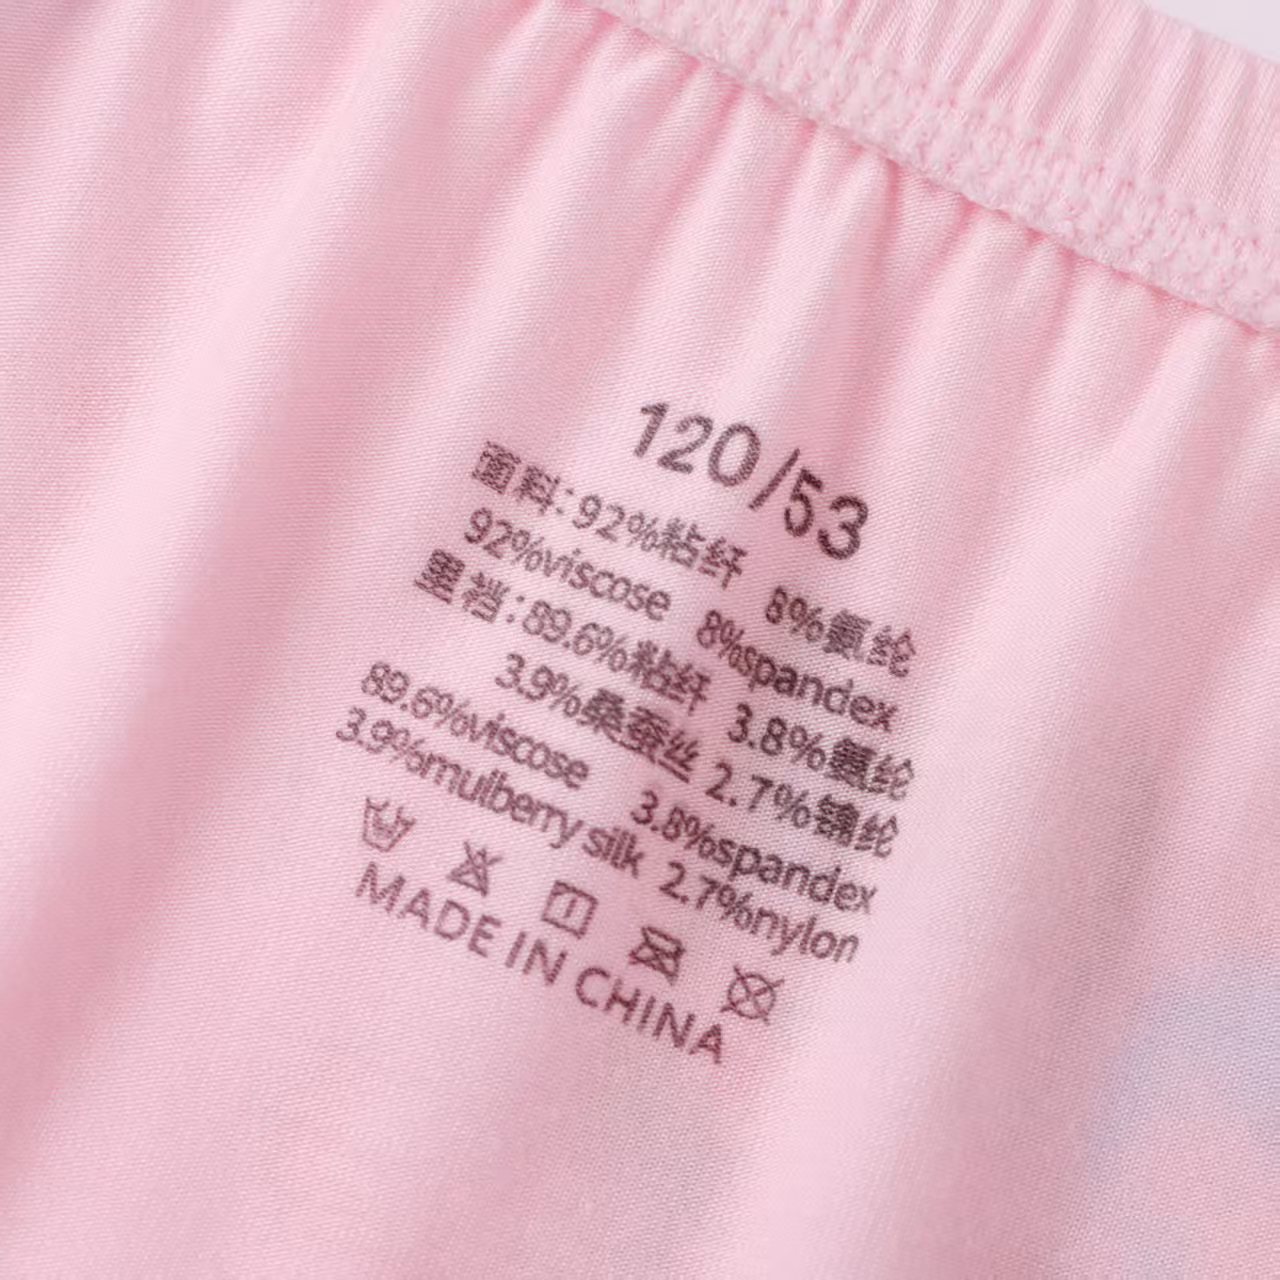 120/53
面料:92%粘纤 8%氨纶
92%viscose 8%spandex
里裆:89.6%粘纤 3.8%氨纶
3.9%桑蚕丝 2.7%锦纶
89.6%viscose 3.8%spandex
3.9%mulberry silk 2.7%nylon
MADE IN CHINA